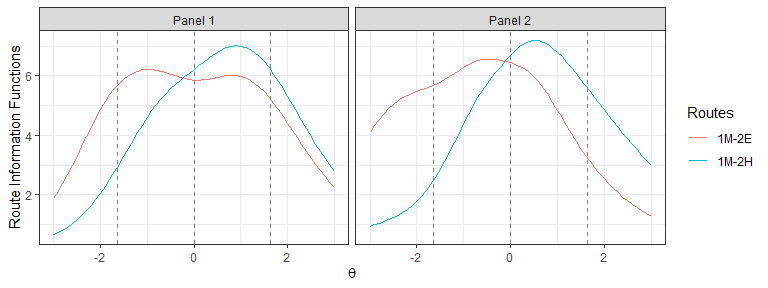 Panel 1
Panel 2
Route Information Functions
6
4
2
-2
0
2
-2
0
2
θ
Routes
1M-2E
1M-2H